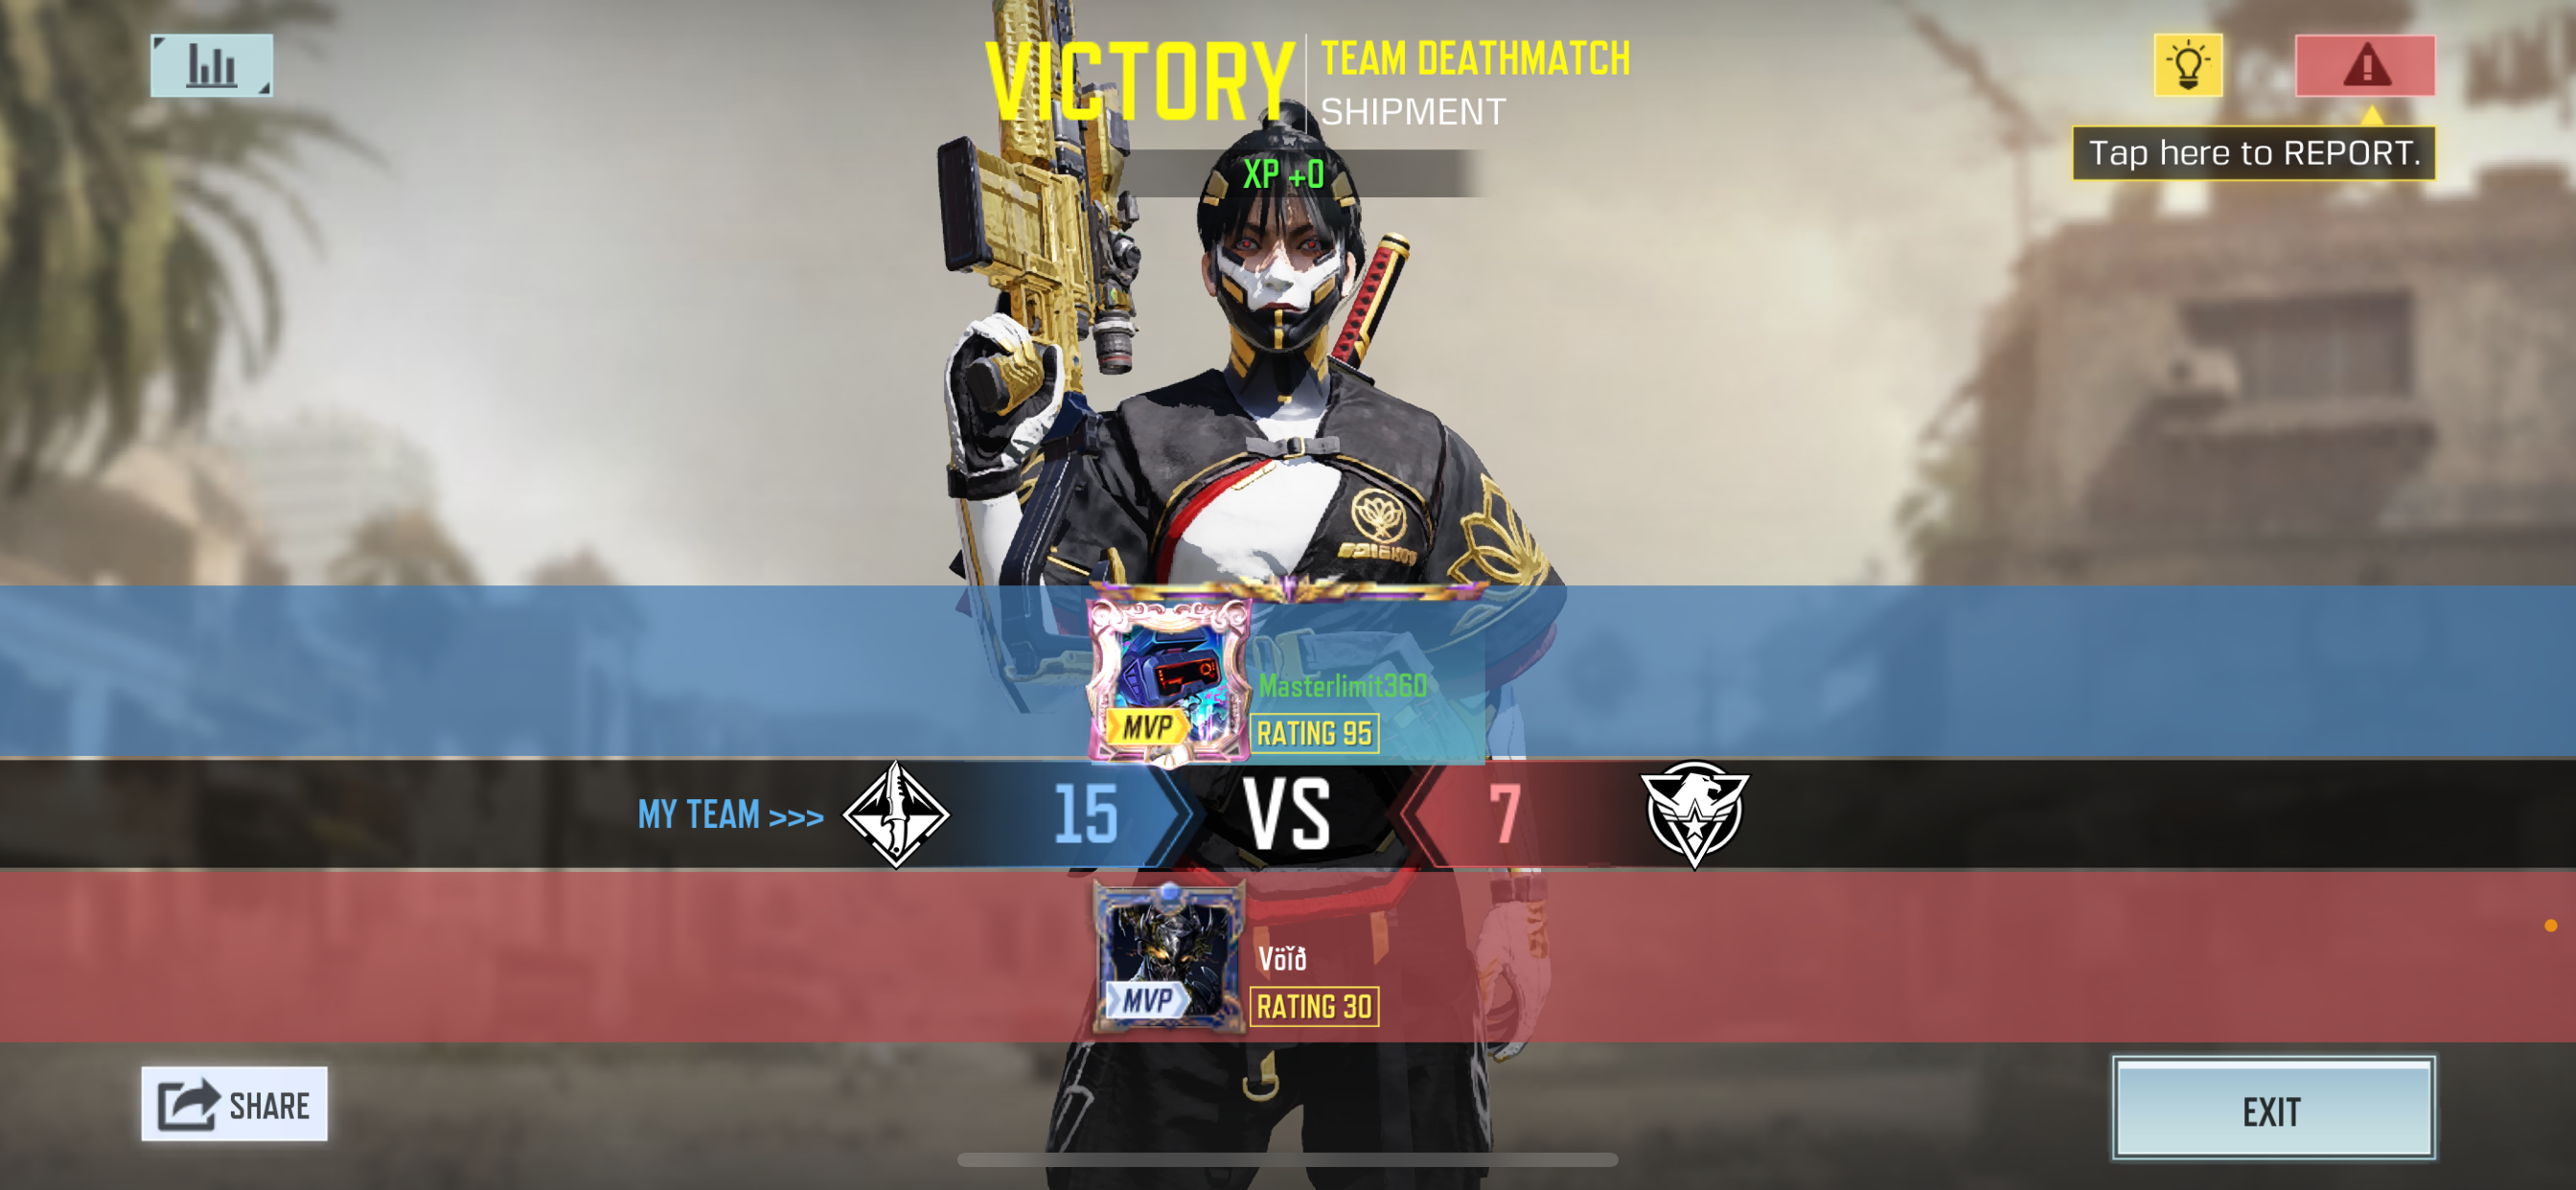 VICTORY
TEAM DEATHMATCH
SHIPMENT
XP +0
Tap here to REPORT.
MVP
Masterlimit360
RATING 95
MY TEAM >>>
15
VS
7
MVP
Vöǐð
RATING 30
SHARE
EXIT